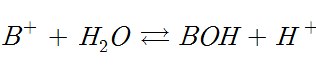 B⁺ + H₂O ⇄ BOH + H⁺